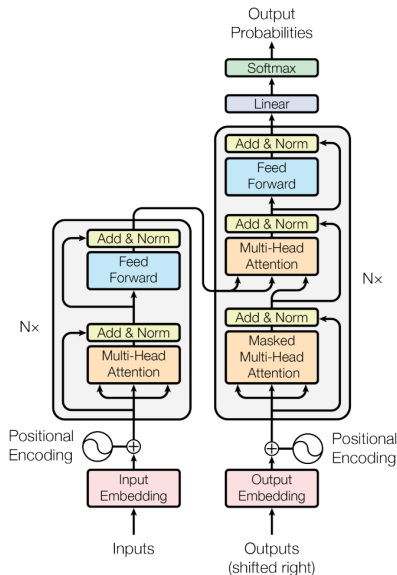 Output
Probabilities
Softmax
Linear
Add & Norm
Feed
Forward
Add & Norm
Multi-Head
Attention
Add & Norm
Masked
Multi-Head
Attention
N×
Add & Norm
Feed
Forward
N×
Add & Norm
Multi-Head
Attention
Positional
Encoding
Positional
Encoding
Input
Embedding
Output
Embedding
Inputs
Outputs
(shifted right)